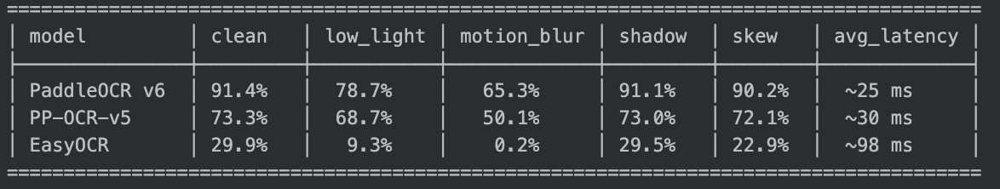 model | clean | low_light | motion_blur | shadow | skew | avg_latency
PaddleOCR v6 | 91.4% | 78.7% | 65.3% | 91.1% | 90.2% | ~25 ms
PP-OCR-v5 | 73.3% | 68.7% | 50.1% | 73.0% | 72.1% | ~30 ms
EasyOCR | 29.9% | 9.3% | 0.2% | 29.5% | 22.9% | ~98 ms